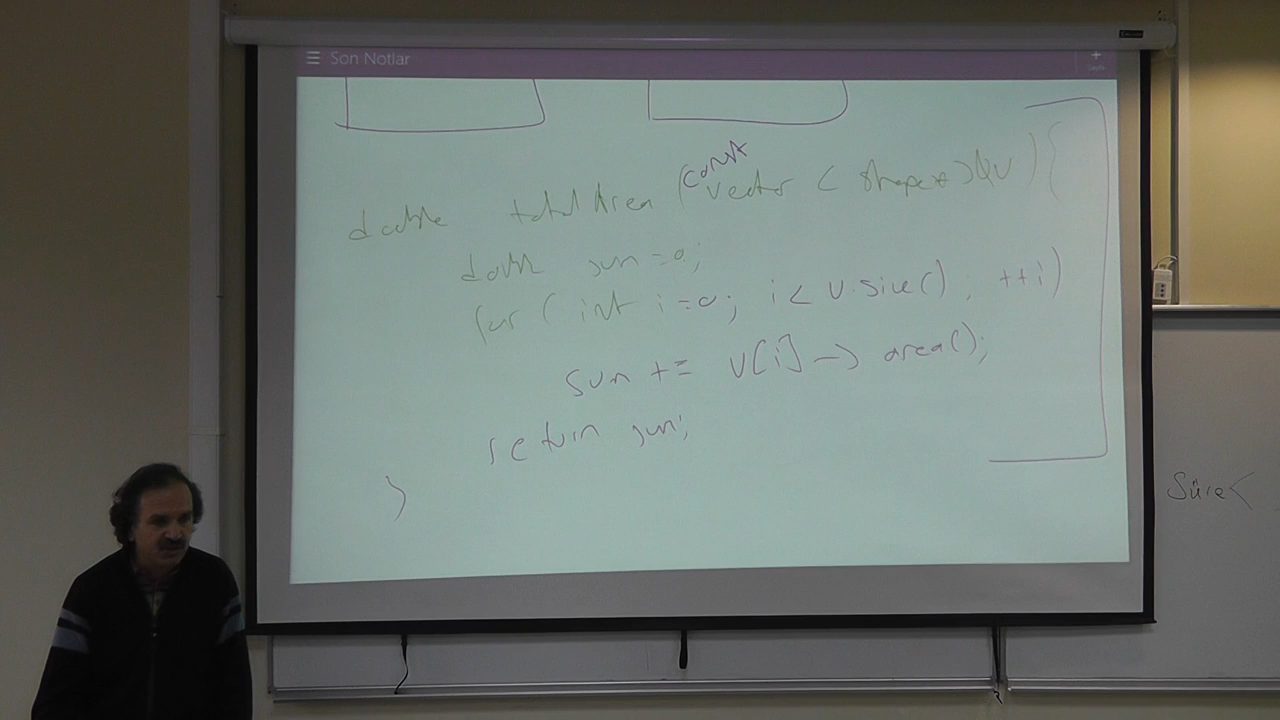 Son Notlar
const
double totalArea (vector < Shape*>&v ){
double sum =0;
for ( int i=0; i< v.size() ; ++i)
sum += v[i] -> area();
return sum;
}
Süre<